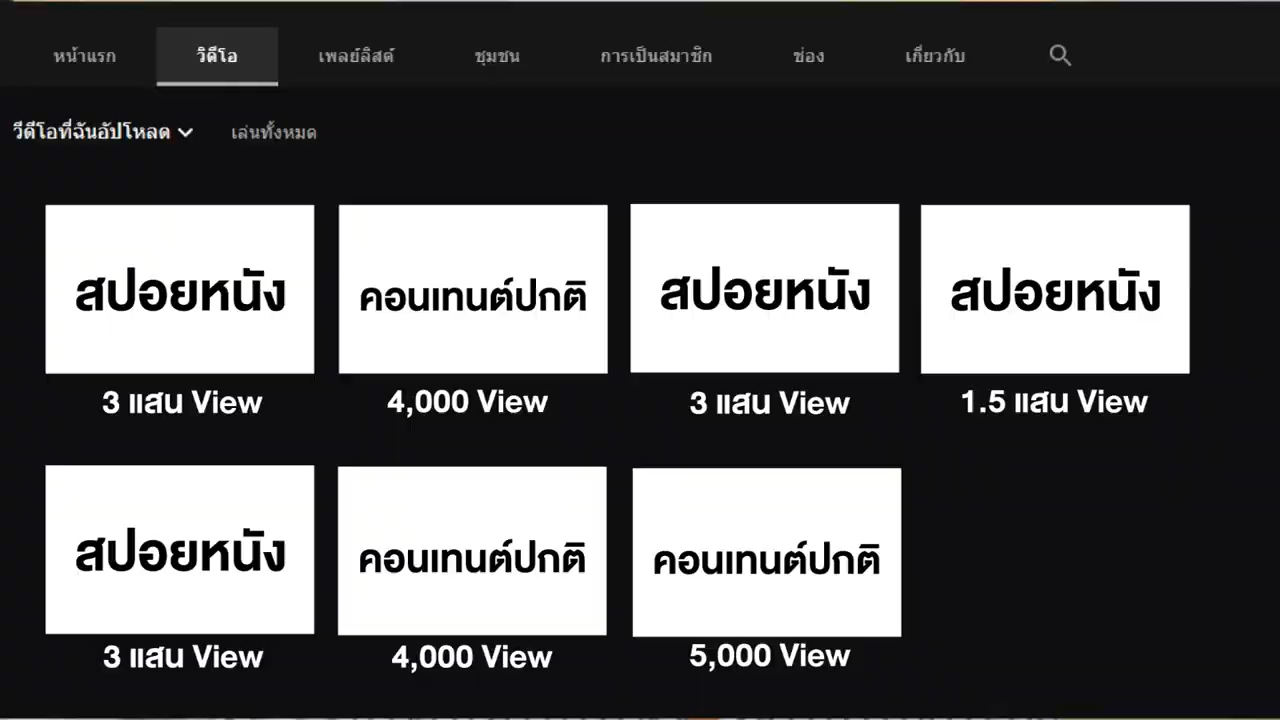 หน้าแรก วิดีโอ เพลย์ลิสต์ ชุมชน การเป็นสมาชิก ช่อง เกี่ยวกับ
วีดีโอที่ฉันอัปโหลด เล่นทั้งหมด
สปอยหนัง คอนเทนต์ปกติ สปอยหนัง สปอยหนัง
3 แสน View 4,000 View 3 แสน View 1.5 แสน View
สปอยหนัง คอนเทนต์ปกติ คอนเทนต์ปกติ
3 แสน View 4,000 View 5,000 View